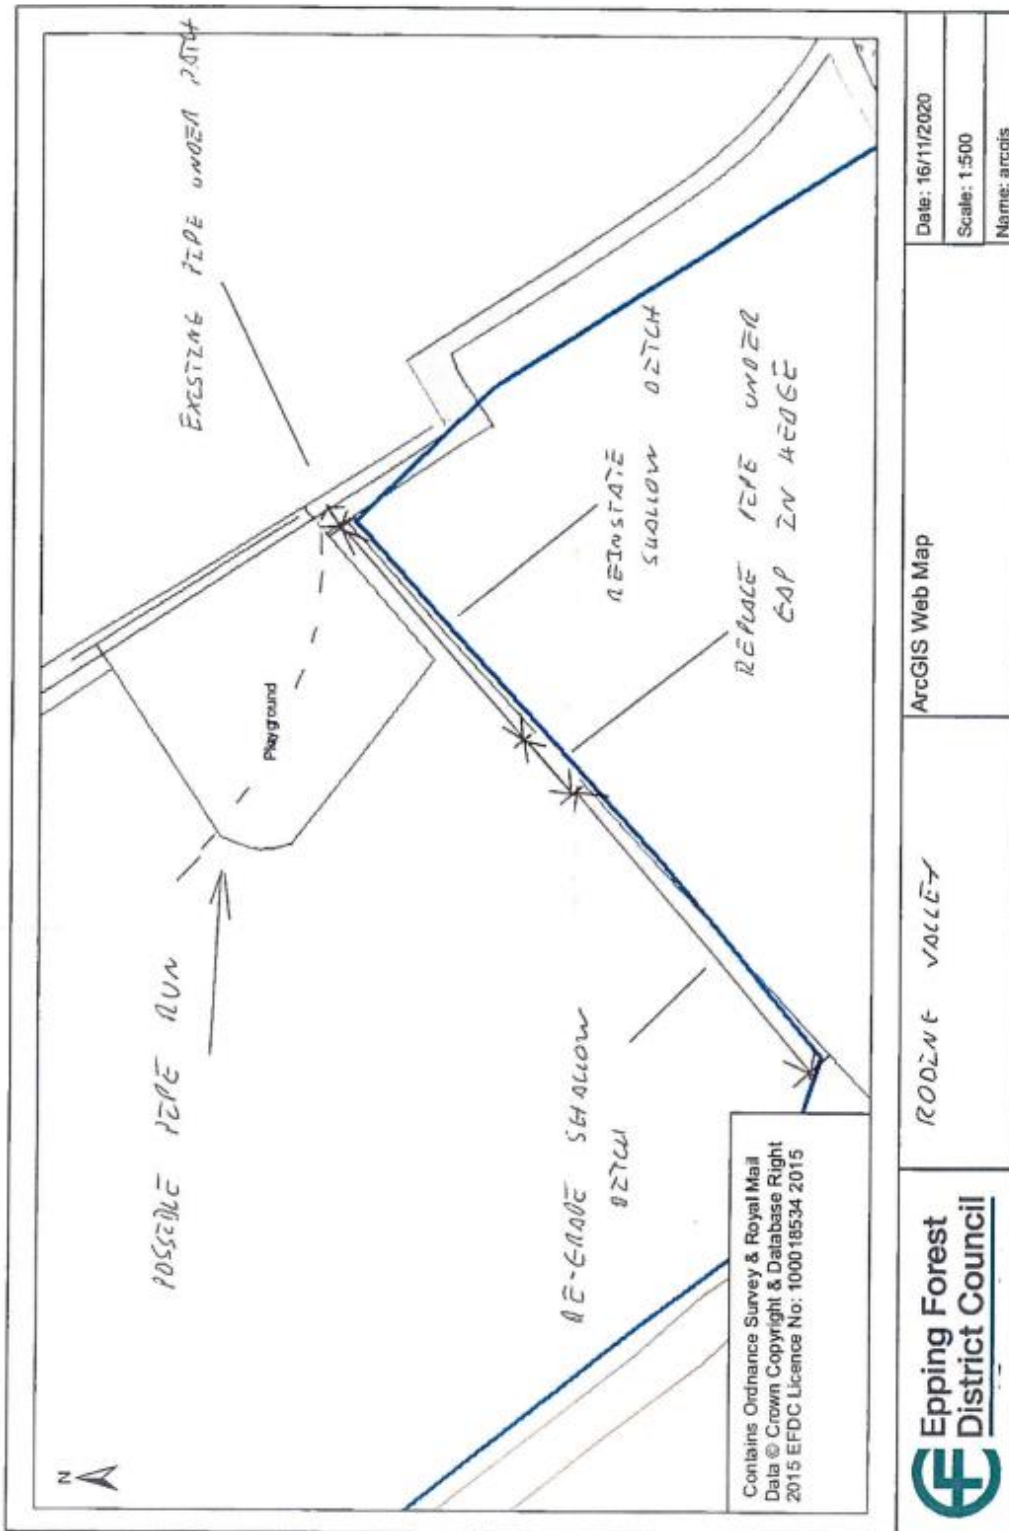 N
EXISTING PIPE UNDER PATH
POSSIBLE PIPE RUN
Playground
REINSTATE
SHALLOW DITCH
REPLACE PIPE UNDER
GAP IN HEDGE
RE-GRADE SHALLOW
DITCH
Contains Ordnance Survey & Royal Mail
Data © Crown Copyright & Database Right
2015 EFDC Licence No: 100018534 2015
Epping Forest
District Council
RODING VALLEY
ArcGIS Web Map
Date: 16/11/2020
Scale: 1:500
Name: arcgis